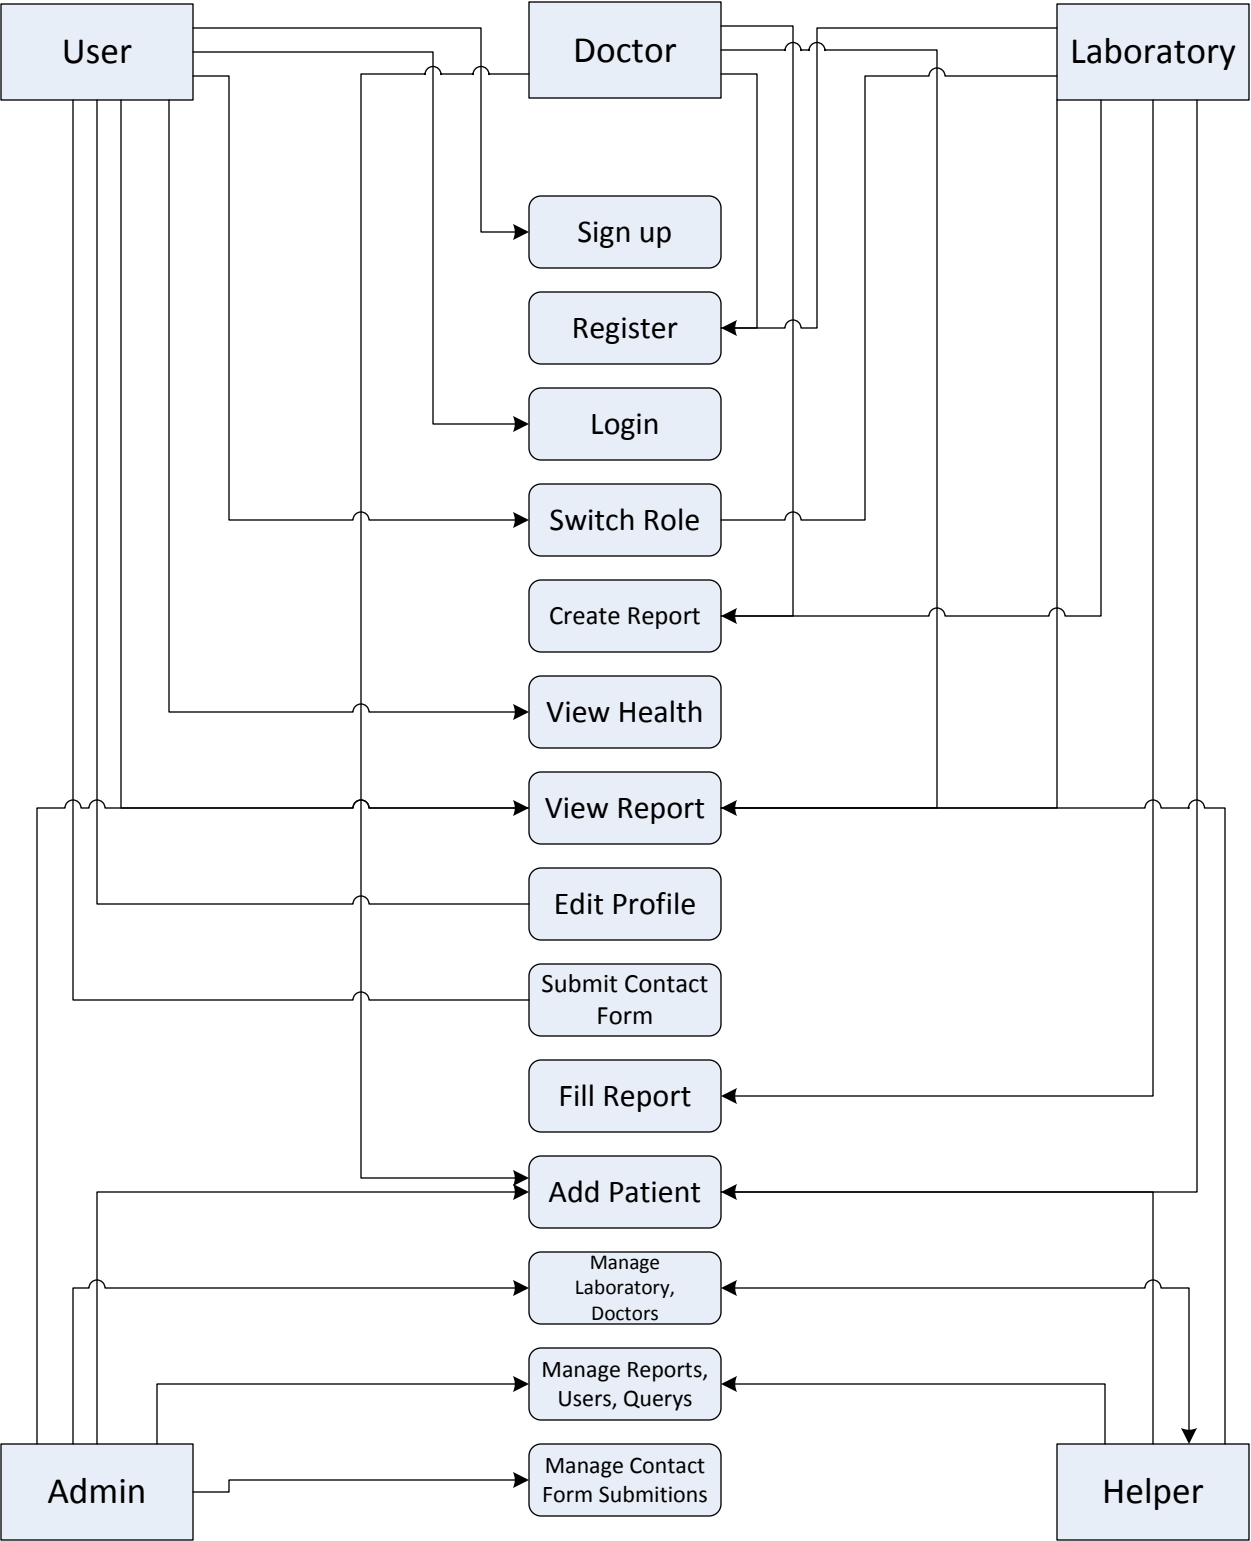 User
Doctor
Laboratory
Sign up
Register
Login
Switch Role
Create Report
View Health
View Report
Edit Profile
Submit Contact
Form
Fill Report
Add Patient
Manage
Laboratory,
Doctors
Manage Reports,
Users, Querys
Admin
Manage Contact
Form Submitions
Helper